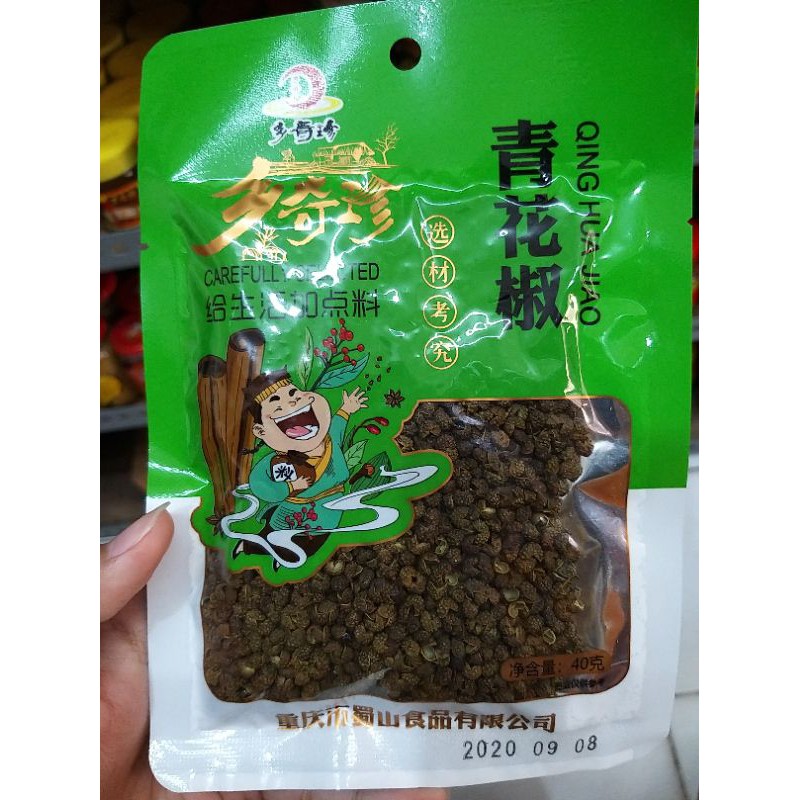 乡奇珍
乡奇珍
CAREFULLY SELECTED
给生活加点料
选材考究
青花椒
QING HUA JIAO
净含量：40克
重庆市蜀山食品有限公司
2020 09 08